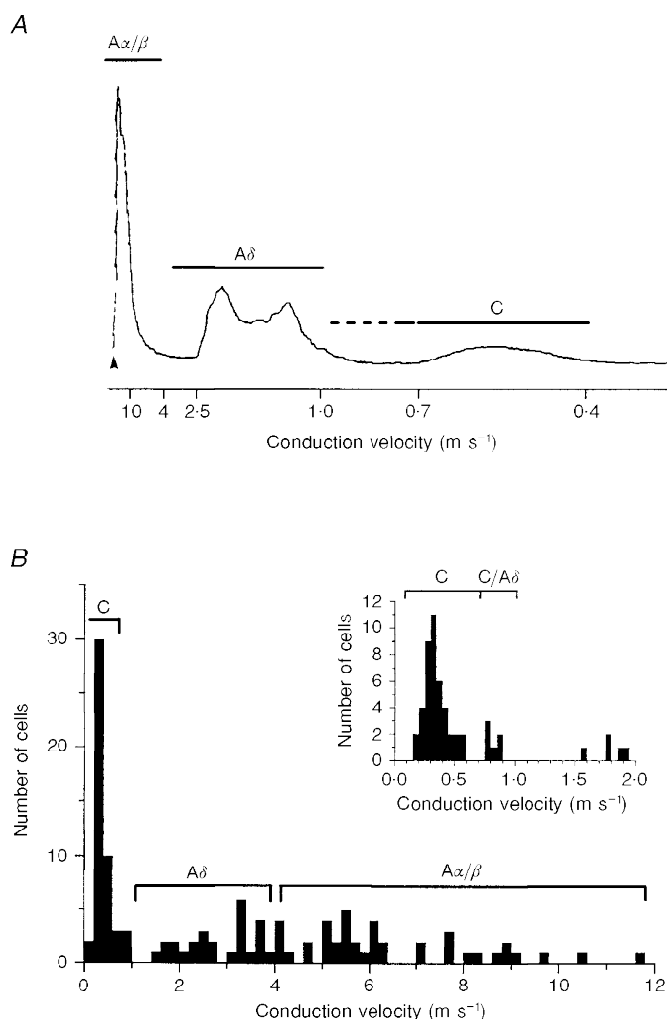 A
Aα/β
Aδ
C
10 4 2·5 1·0 0·7 0·4
Conduction velocity (m s⁻¹)
B
C
30
20
10
0
Number of cells
Aδ
Aα/β
0 2 4 6 8 10 12
Conduction velocity (m s⁻¹)
C C/Aδ
12
10
8
6
4
2
0
Number of cells
0·0 0·5 1·0 1·5 2·0
Conduction velocity (m s⁻¹)